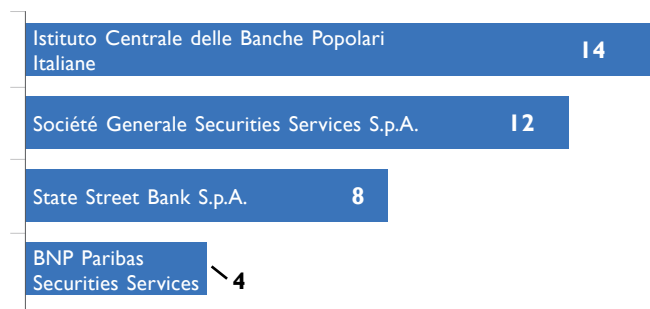 Istituto Centrale delle Banche Popolari
Italiane
14
Société Generale Securities Services S.p.A.
12
State Street Bank S.p.A.
8
BNP Paribas
Securities Services
4